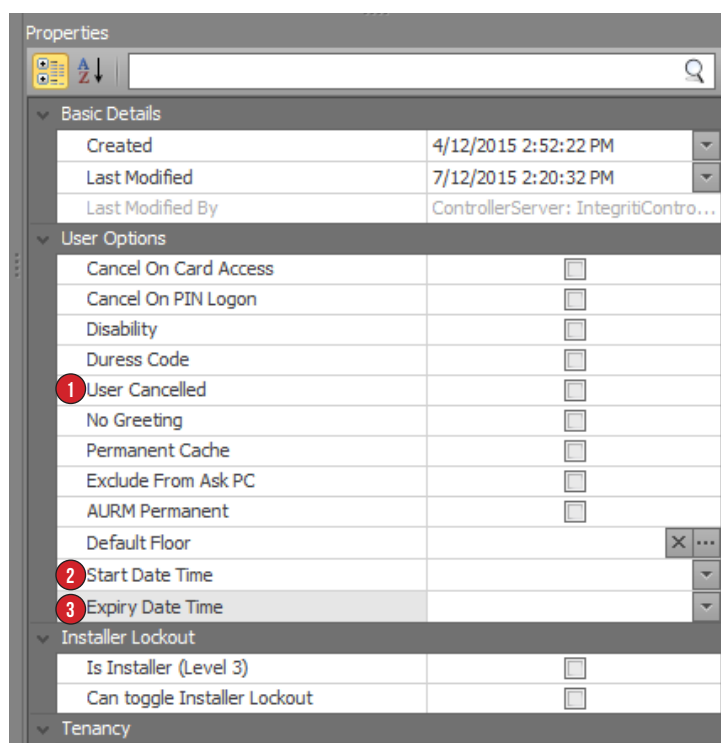 Properties
A
Z
Basic Details
Created 4/12/2015 2:52:22 PM
Last Modified 7/12/2015 2:20:32 PM
Last Modified By ControllerServer: IntegritiContro...
User Options
Cancel On Card Access
Cancel On PIN Logon
Disability
Duress Code
1 User Cancelled
No Greeting
Permanent Cache
Exclude From Ask PC
AURM Permanent
Default Floor
2 Start Date Time
3 Expiry Date Time
Installer Lockout
Is Installer (Level 3)
Can toggle Installer Lockout
Tenancy